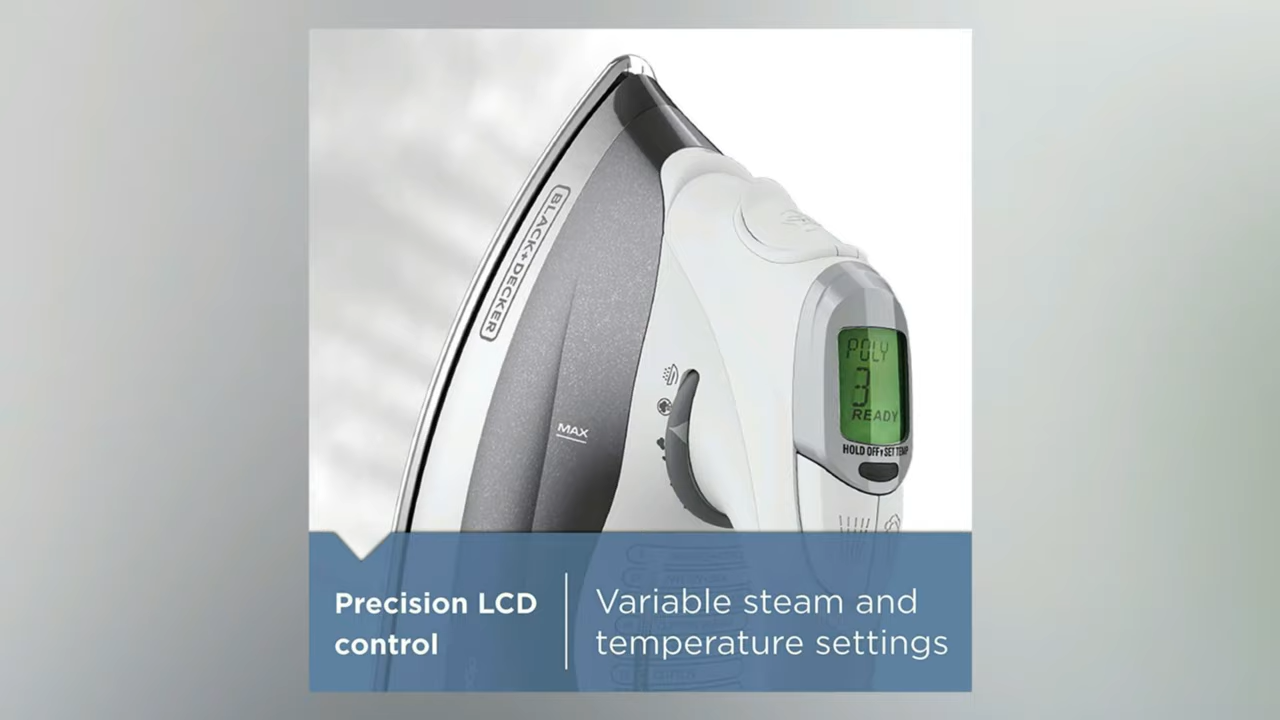 BLACK+DECKER
MAX
POLY
3
READY
HOLD OFF▾SET TEMP
Precision LCD
control
Variable steam and
temperature settings